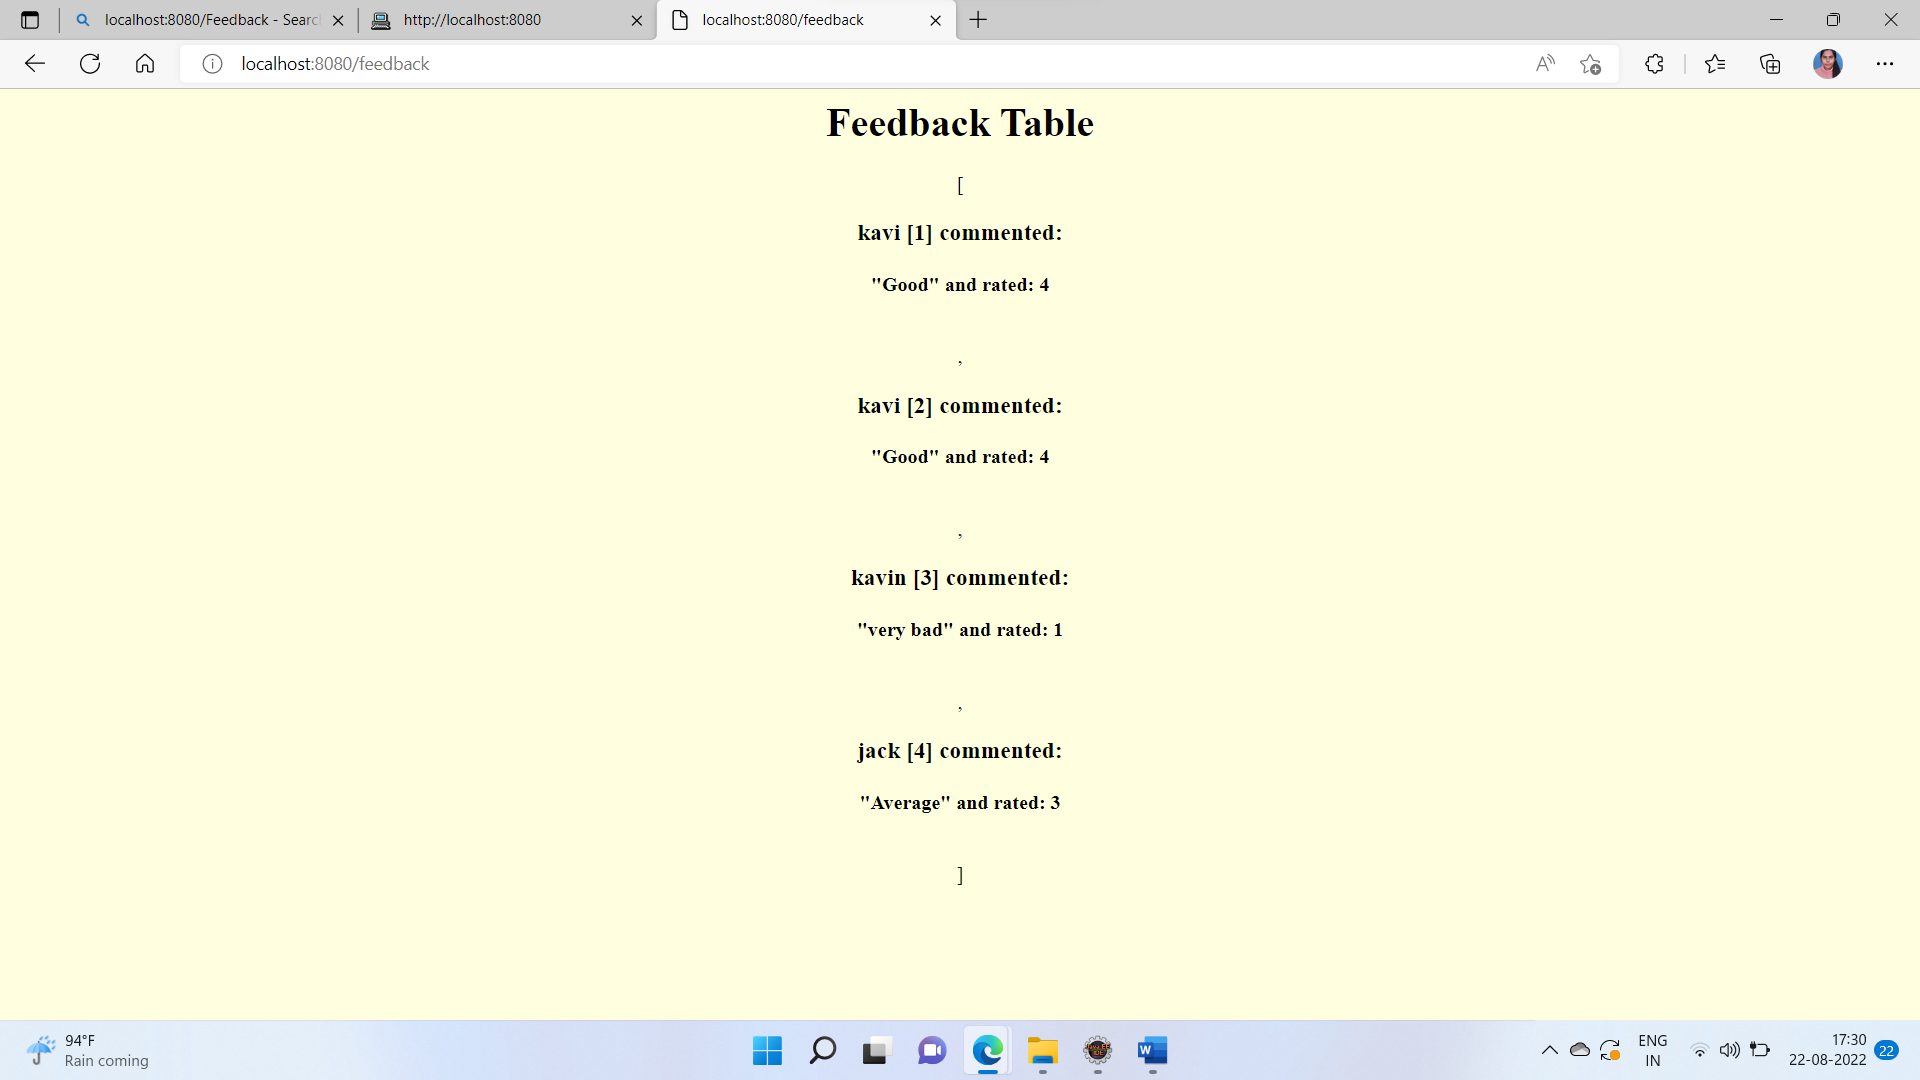 localhost:8080/Feedback - Searc
http://localhost:8080
localhost:8080/feedback
localhost:8080/feedback
Feedback Table
[
kavi [1] commented:
"Good" and rated: 4
,
kavi [2] commented:
"Good" and rated: 4
,
kavin [3] commented:
"very bad" and rated: 1
,
jack [4] commented:
"Average" and rated: 3
]
94°F
Rain coming
ENG
IN
17:30
22-08-2022
22